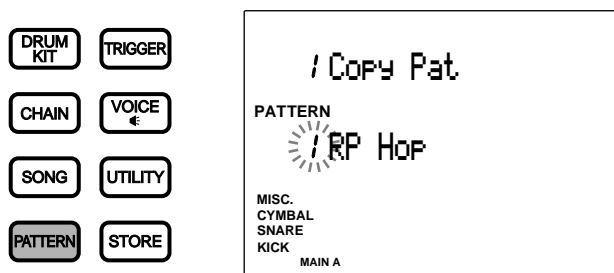 DRUM
KIT
TRIGGER
CHAIN
VOICE
SONG
UTILITY
PATTERN
STORE
1 Copy Pat
PATTERN
1 RP Hop
MISC.
CYMBAL
SNARE
KICK
MAIN A